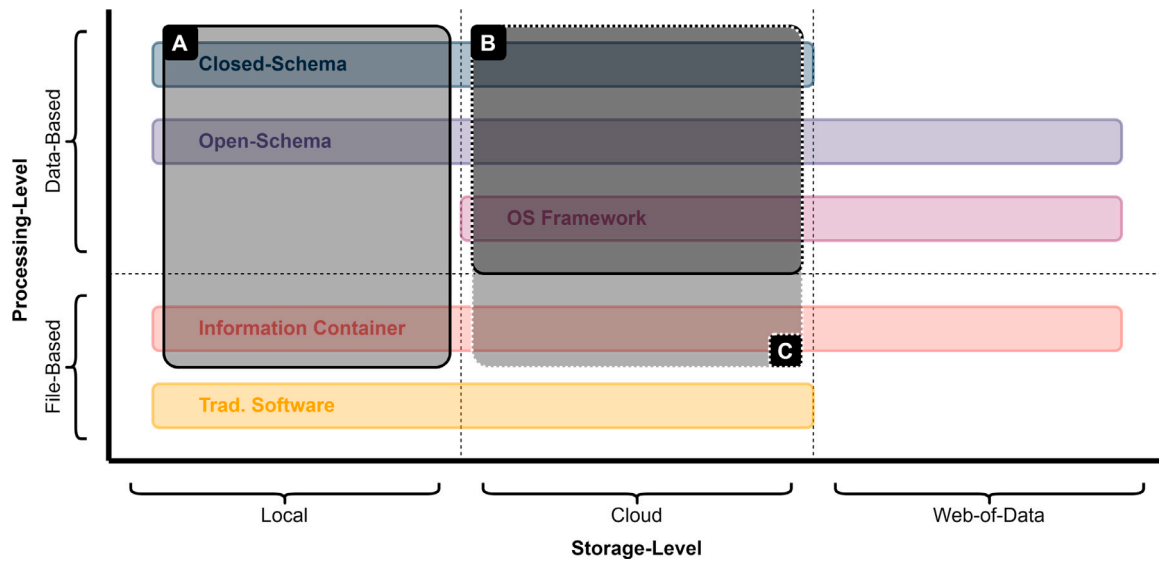 A
B
Closed-Schema
Open-Schema
OS Framework
Information Container
C
Trad. Software
Processing-Level
Data-Based
File-Based
Local
Cloud
Web-of-Data
Storage-Level